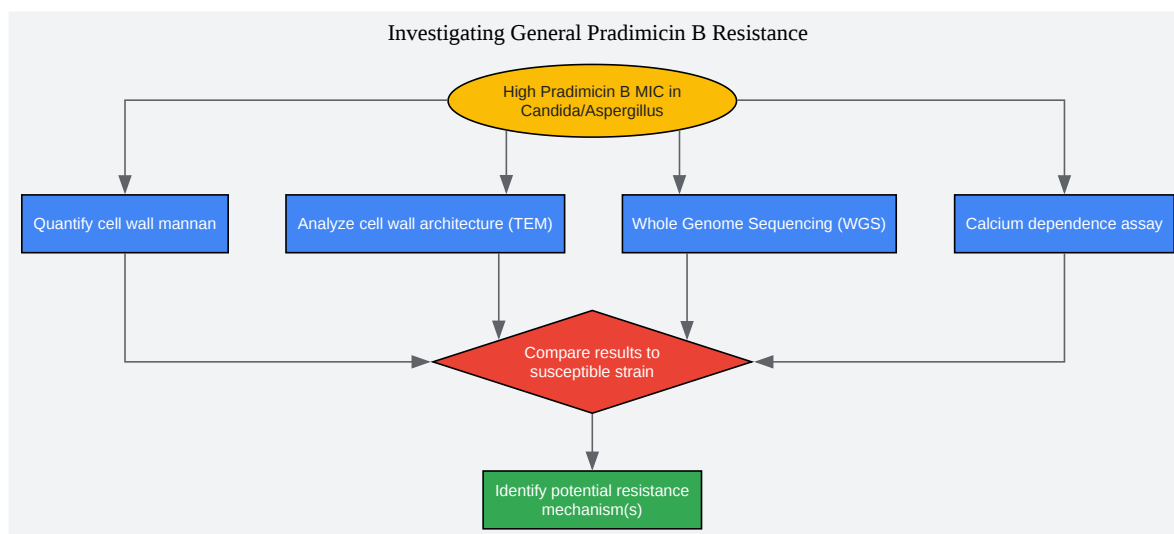 Investigating General Pradimicin B Resistance
High Pradimicin B MIC in
Candida/Aspergillus
Quantify cell wall mannan
Analyze cell wall architecture (TEM)
Whole Genome Sequencing (WGS)
Calcium dependence assay
Compare results to
susceptible strain
Identify potential resistance
mechanism(s)